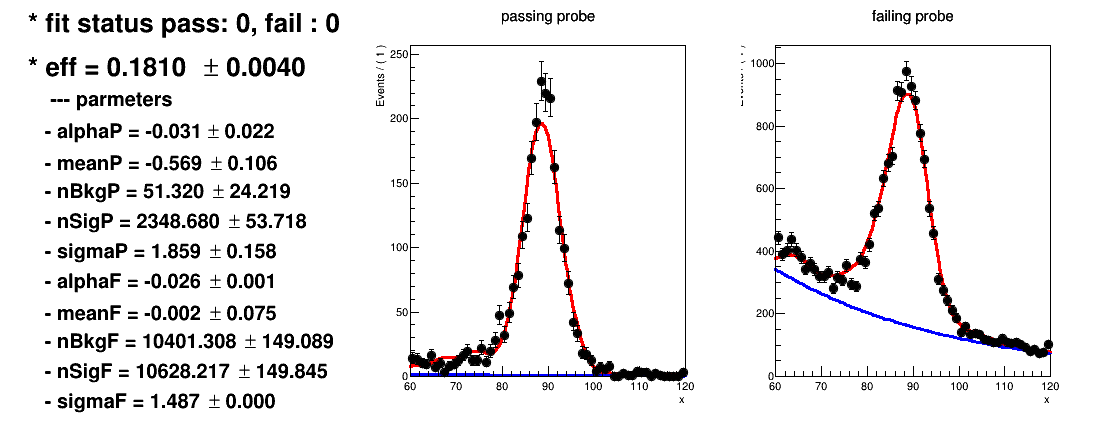 * fit status pass: 0, fail : 0
* eff = 0.1810 ± 0.0040
--- parmeters
- alphaP = -0.031 ± 0.022
- meanP = -0.569 ± 0.106
- nBkgP = 51.320 ± 24.219
- nSigP = 2348.680 ± 53.718
- sigmaP = 1.859 ± 0.158
- alphaF = -0.026 ± 0.001
- meanF = -0.002 ± 0.075
- nBkgF = 10401.308 ± 149.089
- nSigF = 10628.217 ± 149.845
- sigmaF = 1.487 ± 0.000
passing probe
Events / ( 1 )
250
200
150
100
50
0
60 70 80 90 100 110 120
x
failing probe
1000
800
600
400
200
0
60 70 80 90 100 110 120
x